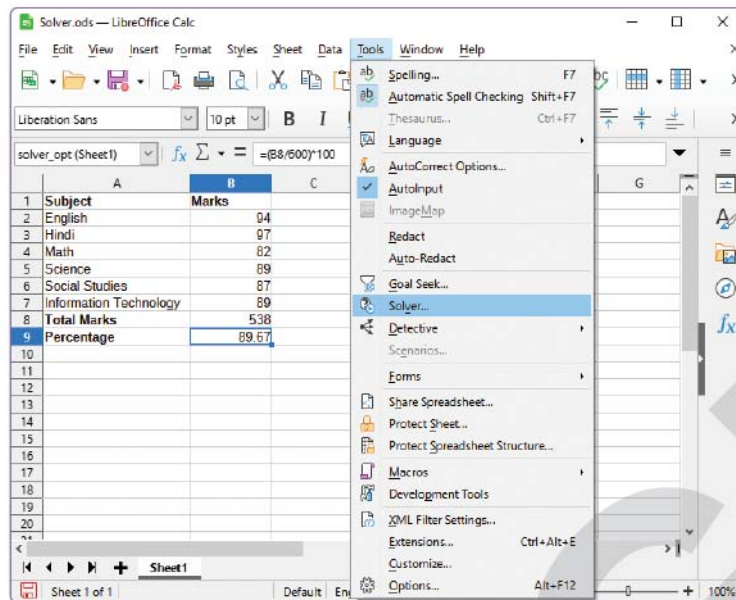 Solver.ods — LibreOffice Calc
File Edit View Insert Format Styles Sheet Data Tools Window Help
Liberation Sans 10 pt B I
solver_opt (Sheet1) fx Σ = =(B8/600)*100
A B C G
1 Subject Marks
2 English 94
3 Hindi 97
4 Math 82
5 Science 89
6 Social Studies 87
7 Information Technology 89
8 Total Marks 538
9 Percentage 89.67
10
11
12
13
14
15
16
17
18
19
20
Spelling... F7
Automatic Spell Checking Shift+F7
Thesaurus... Ctrl+F7
Language
AutoCorrect Options...
AutoInput
ImageMap
Redact
Auto-Redact
Goal Seek...
Solver...
Detective
Scenarios...
Forms
Share Spreadsheet...
Protect Sheet...
Protect Spreadsheet Structure...
Macros
Development Tools
XML Filter Settings...
Extensions... Ctrl+Alt+E
Customize...
Options... Alt+F12
Sheet1
Sheet 1 of 1 Default 100%